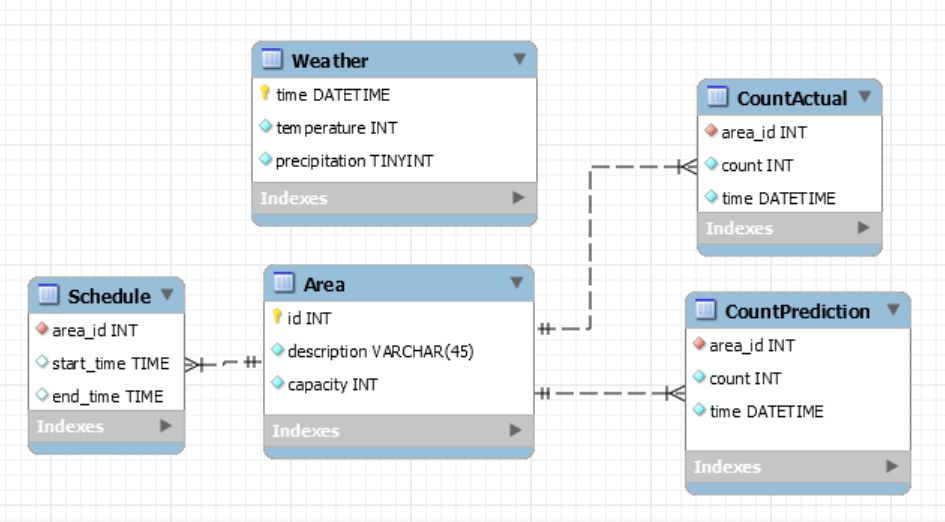 Weather
time DATETIME
temperature INT
precipitation TINYINT
Indexes
CountActual
area_id INT
count INT
time DATETIME
Indexes
Schedule
area_id INT
start_time TIME
end_time TIME
Indexes
Area
id INT
description VARCHAR(45)
capacity INT
Indexes
CountPrediction
area_id INT
count INT
time DATETIME
Indexes